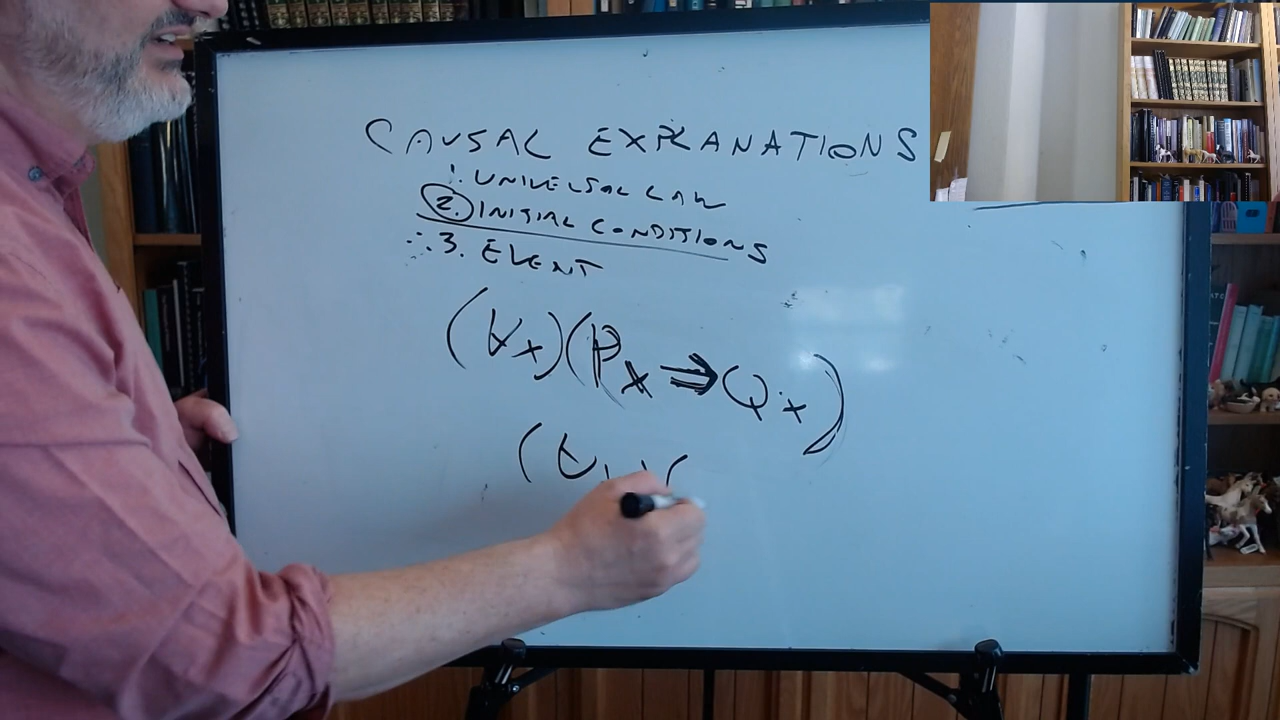 CAUSAL EXPLANATIONS
1. UNIVERSAL LAW
2. INITIAL CONDITIONS
∴ 3. EVENT
(∀x)(Px ⇒ Qx)
(∀x)(